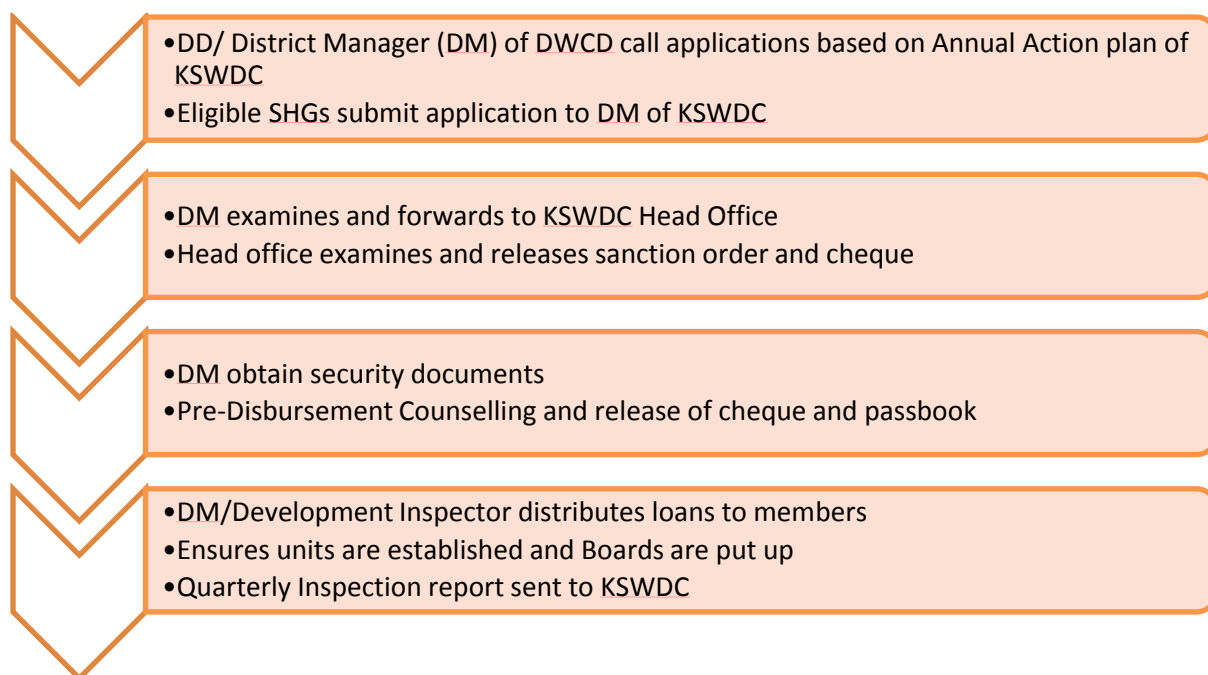 •DD/ District Manager (DM) of DWCD call applications based on Annual Action plan of
KSWDC
•Eligible SHGs submit application to DM of KSWDC
•DM examines and forwards to KSWDC Head Office
•Head office examines and releases sanction order and cheque
•DM obtain security documents
•Pre-Disbursement Counselling and release of cheque and passbook
•DM/Development Inspector distributes loans to members
•Ensures units are established and Boards are put up
•Quarterly Inspection report sent to KSWDC